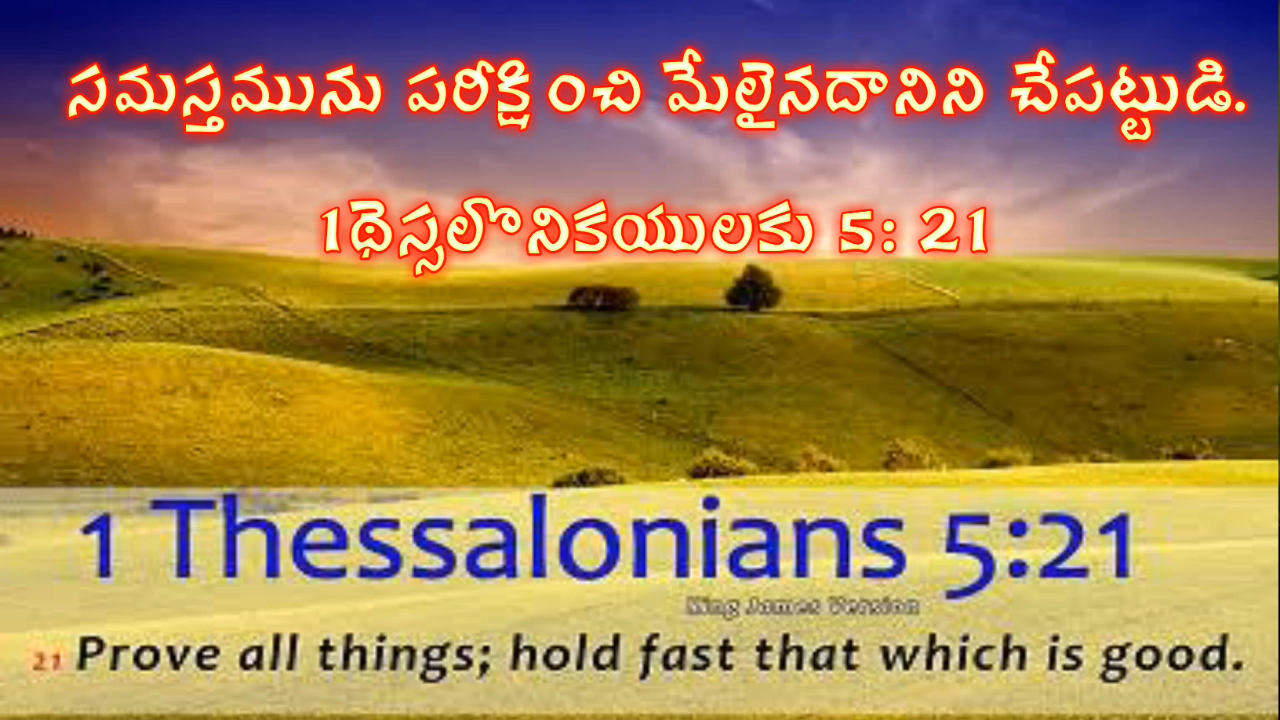 సమస్తమును పరోక్షించి మేలైనదానిని చేపట్టుడి.
1థెస్సలొనికయులకు 5: 21
1 Thessalonians 5:21
King James Version
21 Prove all things; hold fast that which is good.